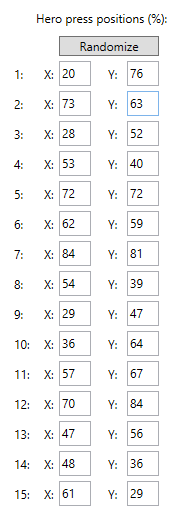 Hero press positions (%):
Randomize
1: X: 20 Y: 76
2: X: 73 Y: 63
3: X: 28 Y: 52
4: X: 53 Y: 40
5: X: 72 Y: 72
6: X: 62 Y: 59
7: X: 84 Y: 81
8: X: 54 Y: 39
9: X: 29 Y: 47
10: X: 36 Y: 64
11: X: 57 Y: 67
12: X: 70 Y: 84
13: X: 47 Y: 56
14: X: 48 Y: 36
15: X: 61 Y: 29